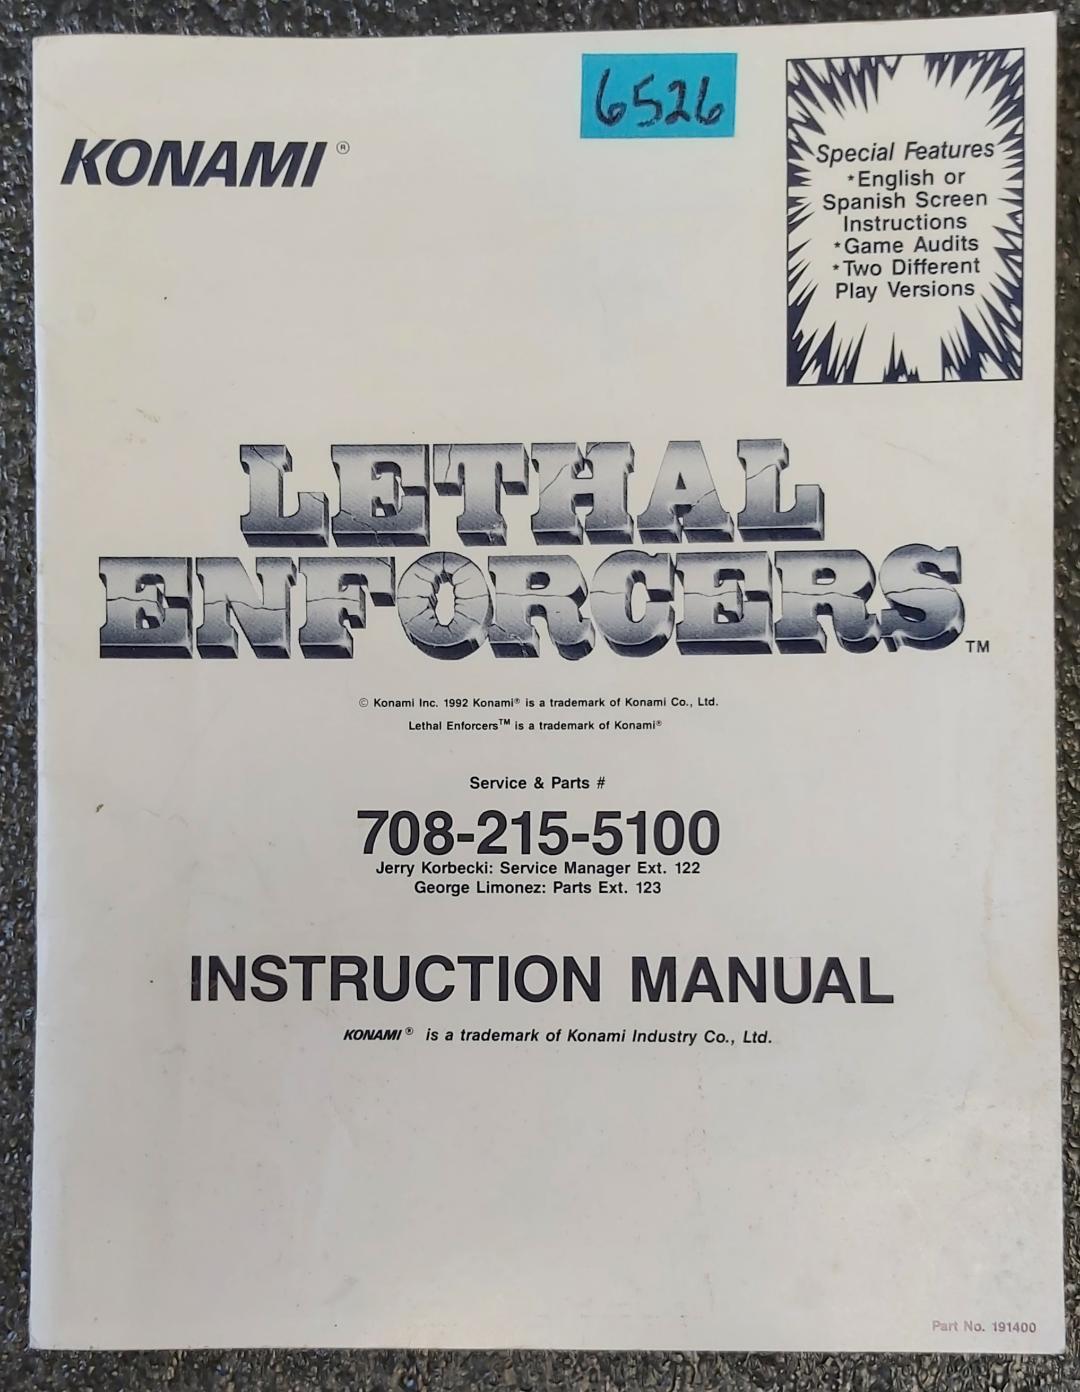 6526
KONAMI®
Special Features
*English or
Spanish Screen
Instructions
*Game Audits
*Two Different
Play Versions
LETHAL
ENFORCERS™
© Konami Inc. 1992 Konami® is a trademark of Konami Co., Ltd.
Lethal Enforcers™ is a trademark of Konami®
Service & Parts #
708-215-5100
Jerry Korbecki: Service Manager Ext. 122
George Limonez: Parts Ext. 123
INSTRUCTION MANUAL
KONAMI® is a trademark of Konami Industry Co., Ltd.
Part No. 191400